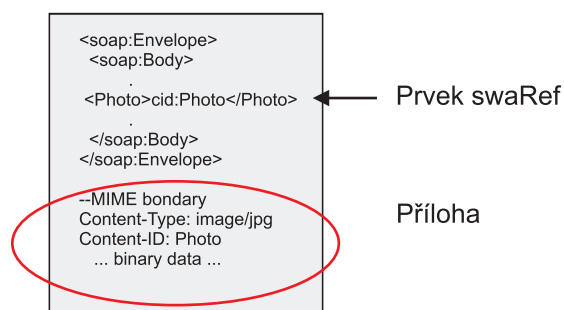 <soap:Envelope>
<soap:Body>
.
<Photo>cid:Photo</Photo>
Prvek swaRef
.
</soap:Body>
</soap:Envelope>
--MIME bondary
Content-Type: image/jpg
Příloha
Content-ID: Photo
... binary data ...